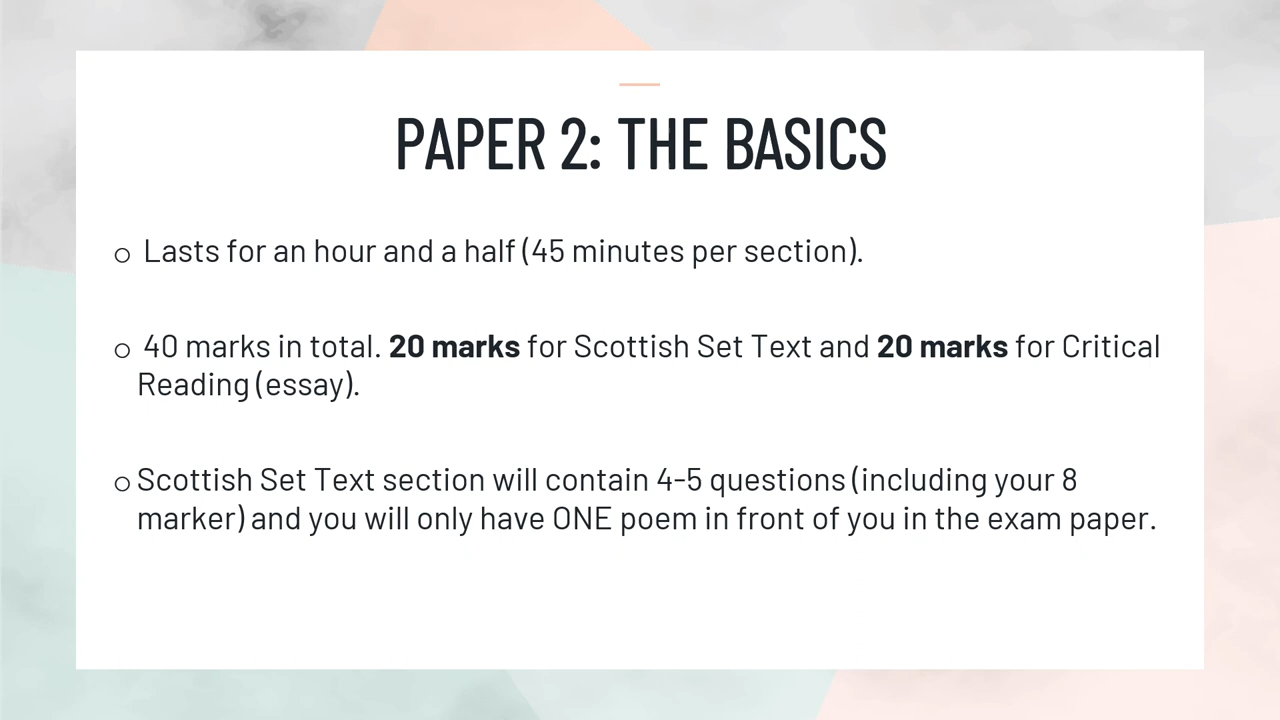 PAPER 2: THE BASICS
o Lasts for an hour and a half (45 minutes per section).
o 40 marks in total. 20 marks for Scottish Set Text and 20 marks for Critical
Reading (essay).
o Scottish Set Text section will contain 4-5 questions (including your 8
marker) and you will only have ONE poem in front of you in the exam paper.